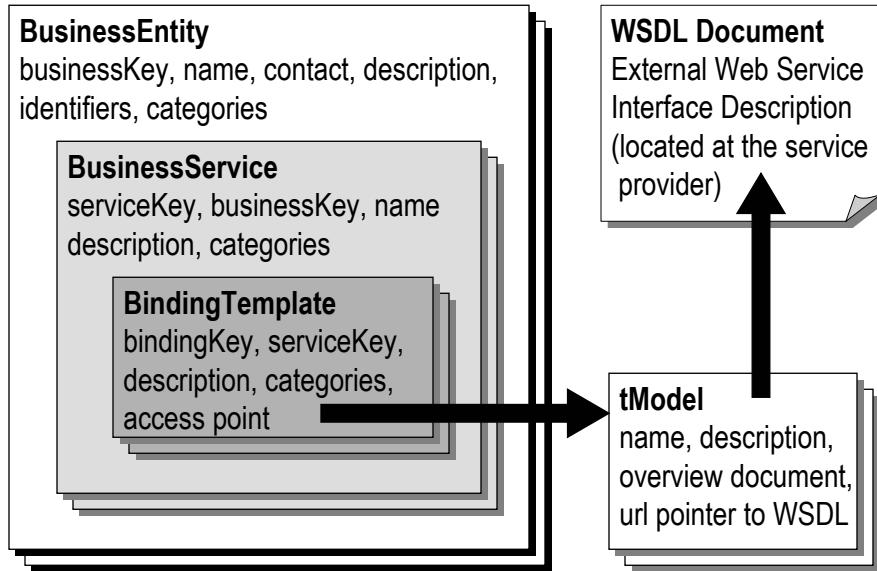 BusinessEntity
businessKey, name, contact, description,
identifiers, categories
BusinessService
serviceKey, businessKey, name
description, categories
BindingTemplate
bindingKey, serviceKey,
description, categories,
access point
WSDL Document
External Web Service
Interface Description
(located at the service
provider)
tModel
name, description,
overview document,
url pointer to WSDL